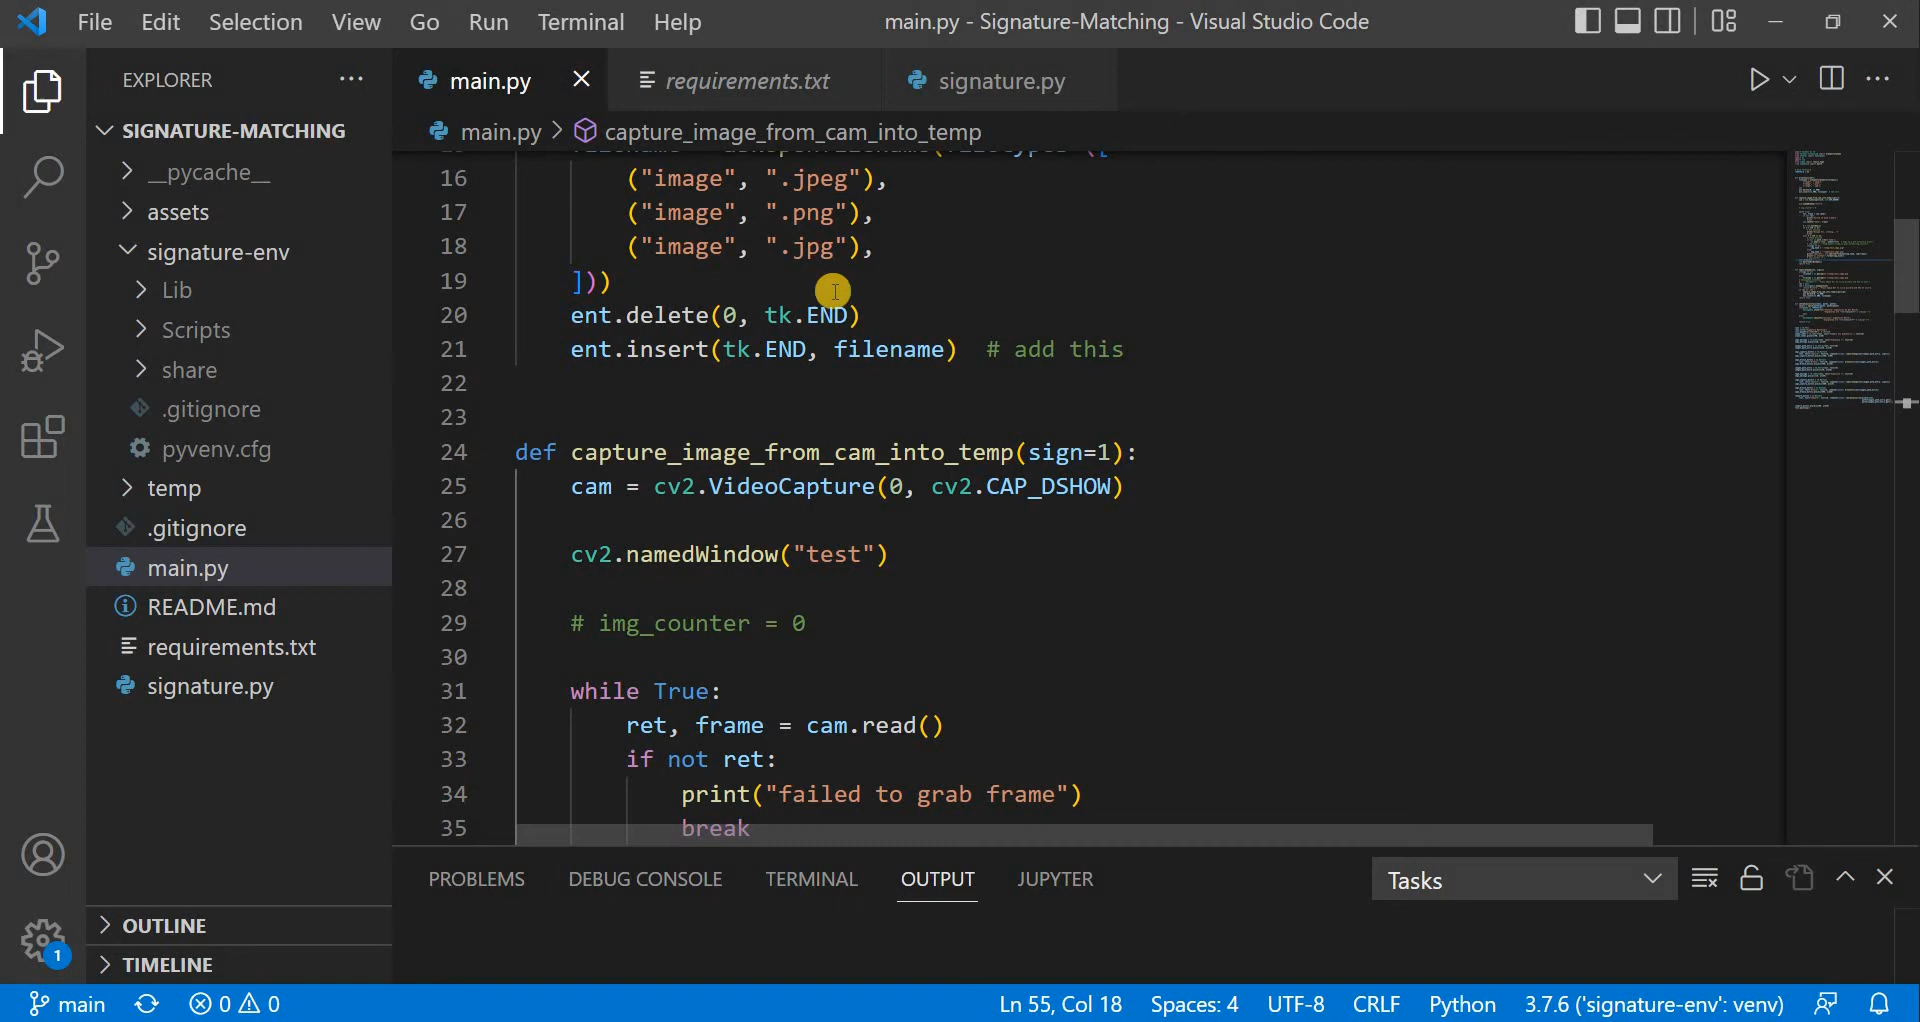 File Edit Selection View Go Run Terminal Help
main.py - Signature-Matching - Visual Studio Code
EXPLORER
SIGNATURE-MATCHING
__pycache__
assets
signature-env
Lib
Scripts
share
.gitignore
pyvenv.cfg
temp
.gitignore
main.py
README.md
requirements.txt
signature.py
OUTLINE
TIMELINE
1
main.py requirements.txt signature.py
main.py > capture_image_from_cam_into_temp
16 ("image", ".jpeg"),
17 ("image", ".png"),
18 ("image", ".jpg"),
19 ]))
20 ent.delete(0, tk.END)
21 ent.insert(tk.END, filename)  # add this
22
23
24 def capture_image_from_cam_into_temp(sign=1):
25 cam = cv2.VideoCapture(0, cv2.CAP_DSHOW)
26
27 cv2.namedWindow("test")
28
29 # img_counter = 0
30
31 while True:
32 ret, frame = cam.read()
33 if not ret:
34 print("failed to grab frame")
35 break
PROBLEMS DEBUG CONSOLE TERMINAL OUTPUT JUPYTER
Tasks
main 0 0 Ln 55, Col 18 Spaces: 4 UTF-8 CRLF Python 3.7.6 ('signature-env': venv)